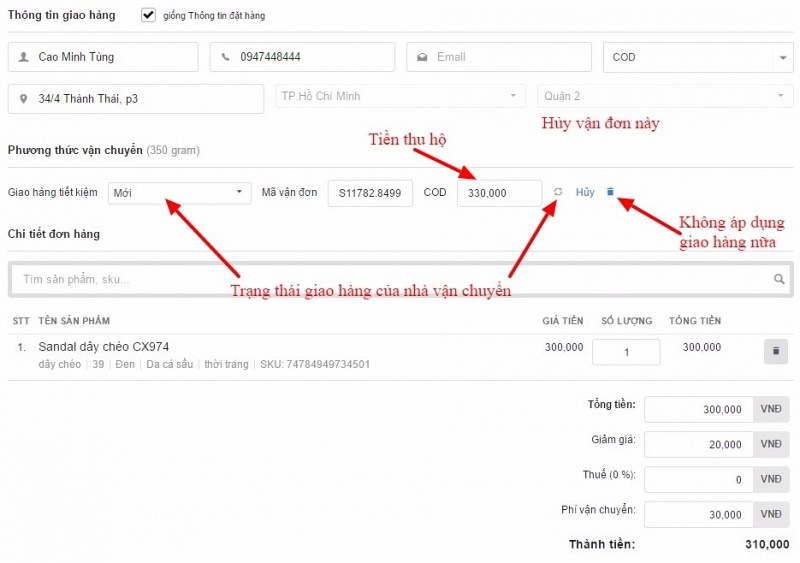 Thông tin giao hàng giống Thông tin đặt hàng
Cao Minh Tùng 0947448444 Email COD
34/4 Thành Thái, p3 TP.Hồ Chí Minh Quận 2
Hủy vận đơn này
Tiền thu hộ
Phương thức vận chuyển (350 gram)
Giao hàng tiết kiệm Mới Mã vận đơn S11782.8499 COD 330,000 Hủy
Không áp dụng
giao hàng nữa
Chi tiết đơn hàng
Tìm sản phẩm, sku...
Trạng thái giao hàng của nhà vận chuyển
STT TÊN SẢN PHẨM GIÁ TIỀN SỐ LƯỢNG TỔNG TIỀN
1. Sandal dây chéo CX974 300,000 1 300,000
dây chéo | 39 | Đen | Da cá sấu | thời trang | SKU: 74784949734501
Tổng tiền: 300,000 VNĐ
Giảm giá: 20,000 VNĐ
Thuế (0 %): 0 VNĐ
Phí vận chuyển: 30,000 VNĐ
Thành tiền: 310,000